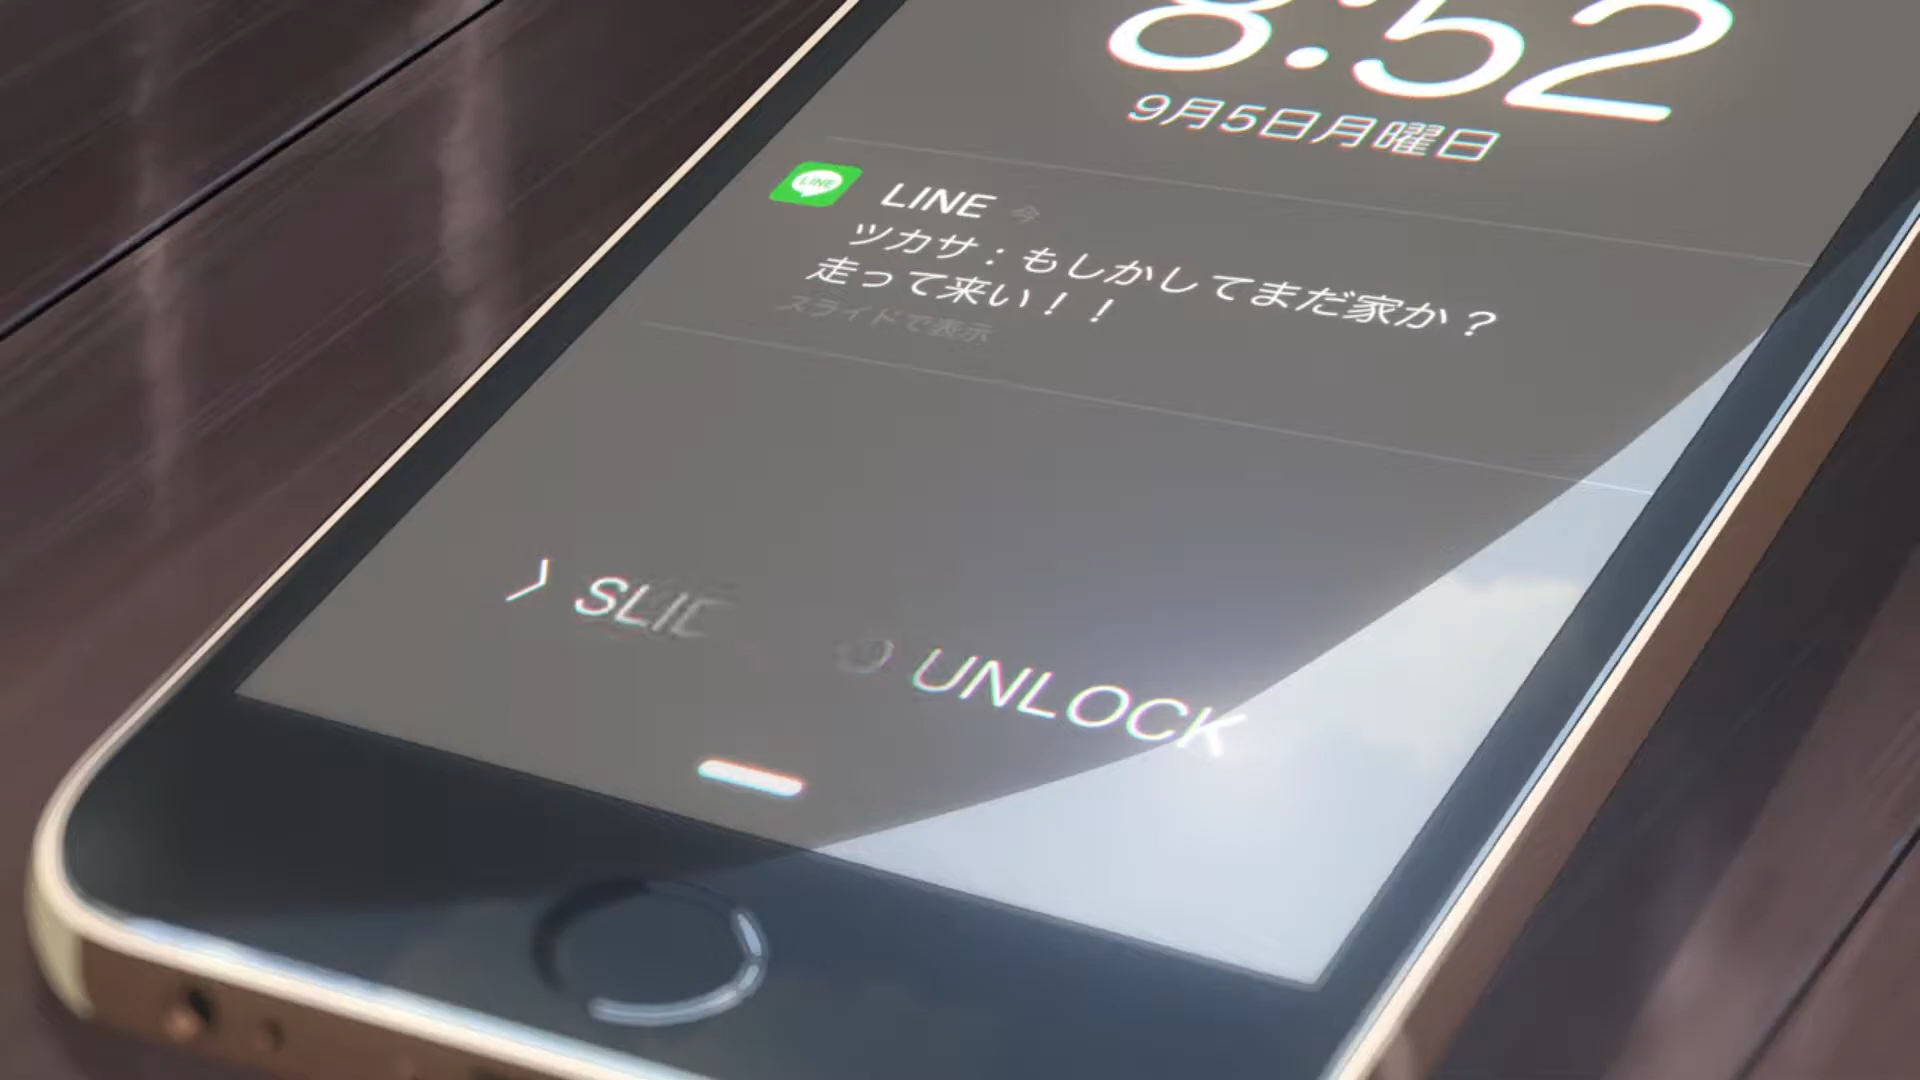 8:52
9月5日月曜日
LINE
LINE 今
ツカサ：もしかしてまだ家か？
走って来い！！
スライドで表示
〉 SLID UNLOCK